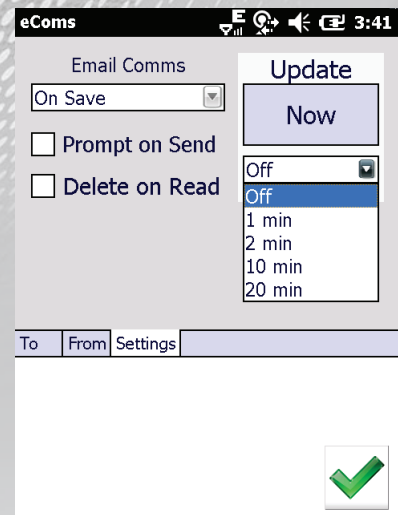 eComs E 3:41
Email Comms
On Save
Prompt on Send
Delete on Read
Update
Now
Off
Off
1 min
2 min
10 min
20 min
To From Settings